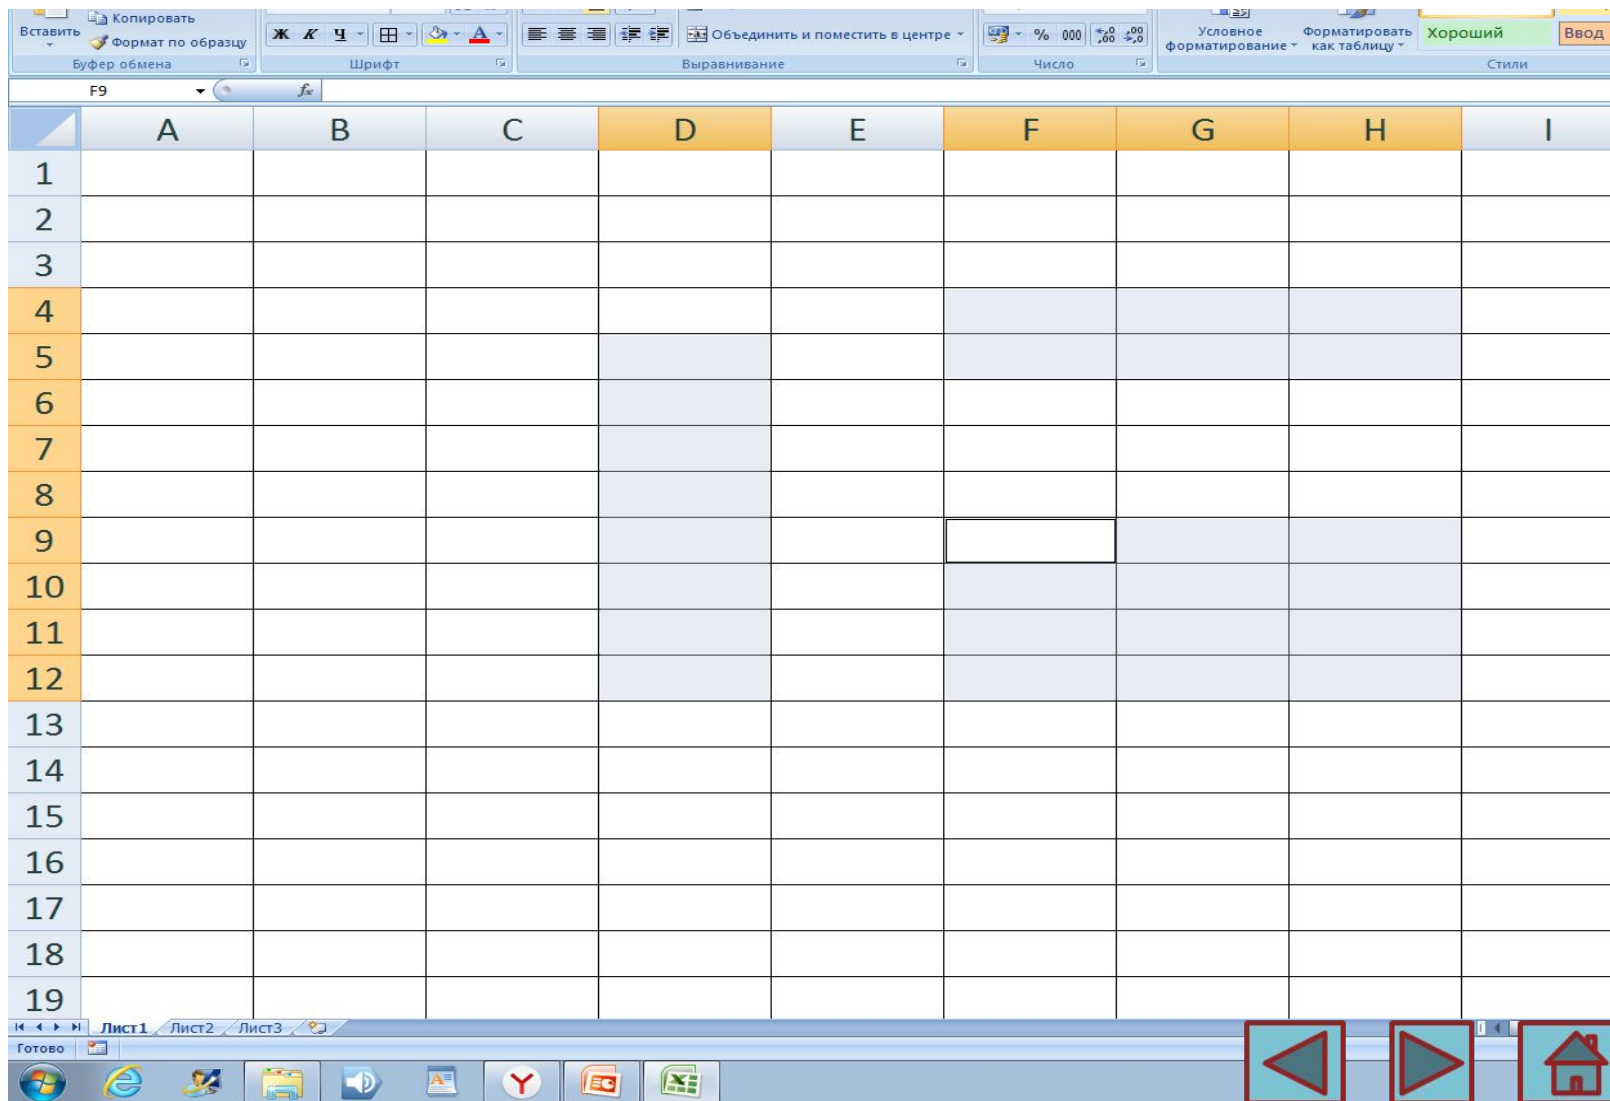 Вставить
Копировать
Формат по образцу
Ж К Ч
А
Объединить и поместить в центре
% 000
Условное форматирование
Форматировать как таблицу
Хороший
Ввод
Буфер обмена
Шрифт
Выравнивание
Число
Стили
F9
fx
A B C D E F G H I
1
2
3
4
5
6
7
8
9
10
11
12
13
14
15
16
17
18
19
Лист1 Лист2 Лист3
Готово